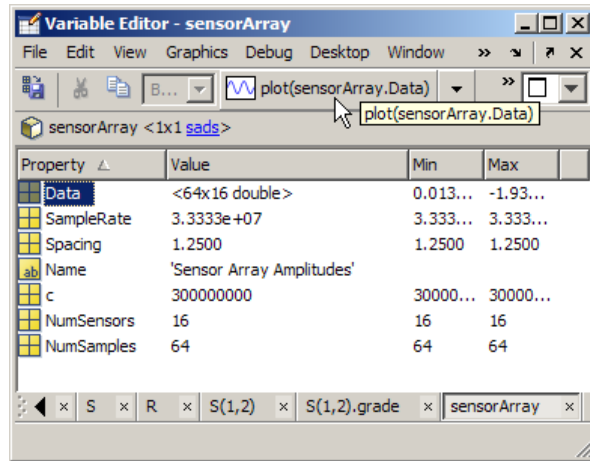 Variable Editor - sensorArray
File Edit View Graphics Debug Desktop Window »
B... plot(sensorArray.Data) »
plot(sensorArray.Data)
sensorArray <1x1 sads>
Property Value Min Max
Data <64x16 double> 0.013... -1.93...
SampleRate 3.3333e+07 3.333... 3.333...
Spacing 1.2500 1.2500 1.2500
ab Name 'Sensor Array Amplitudes'
c 300000000 30000... 30000...
NumSensors 16 16 16
NumSamples 64 64 64
S R S(1,2) S(1,2).grade sensorArray